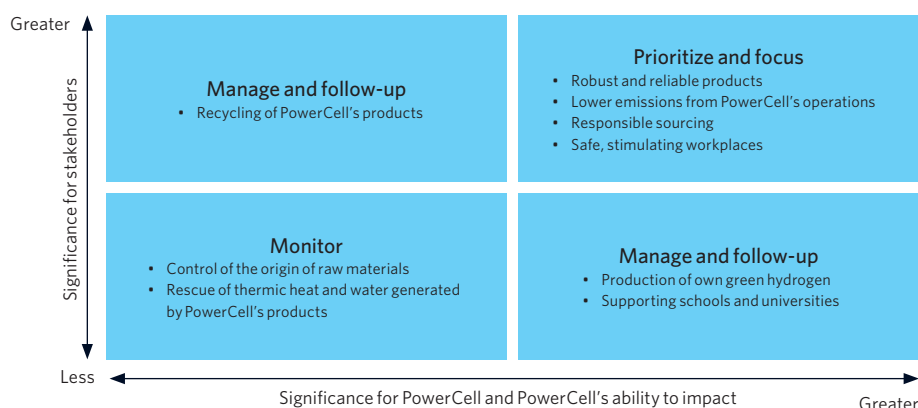 Greater
Significance for stakeholders
Manage and follow-up
• Recycling of PowerCell's products
Prioritize and focus
• Robust and reliable products
• Lower emissions from PowerCell's operations
• Responsible sourcing
• Safe, stimulating workplaces
Monitor
• Control of the origin of raw materials
• Rescue of thermic heat and water generated
by PowerCell's products
Manage and follow-up
• Production of own green hydrogen
• Supporting schools and universities
Less
Significance for PowerCell and PowerCell's ability to impact
Greater